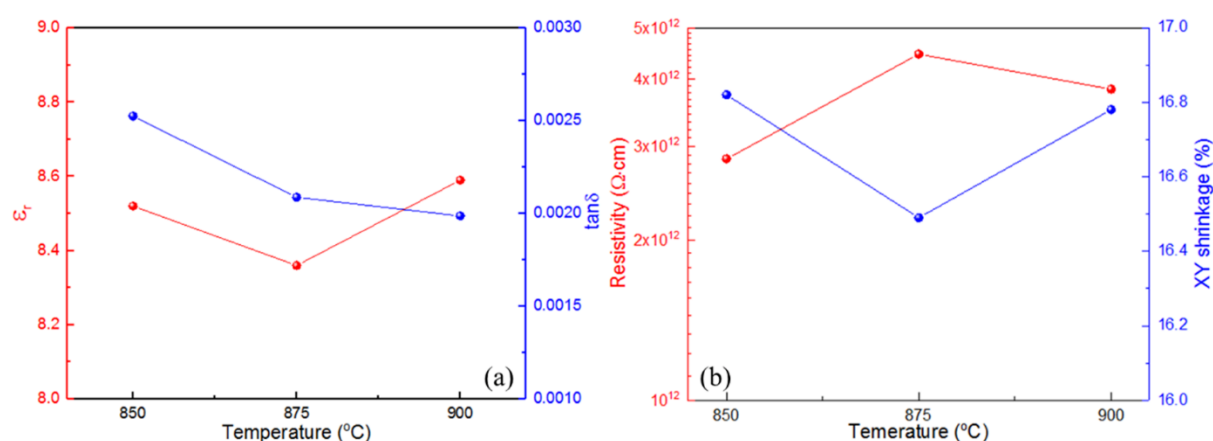 9.0
8.8
8.6
8.4
8.2
8.0
εr
850
875
900
Temperature (°C)
(a)
0.0030
0.0025
0.0020
0.0015
0.0010
tanδ
5x10¹²
4x10¹²
3x10¹²
2x10¹²
10¹²
Resistivity (Ω·cm)
850
875
900
Temerature (°C)
(b)
17.0
16.8
16.6
16.4
16.2
16.0
XY shrinkage (%)